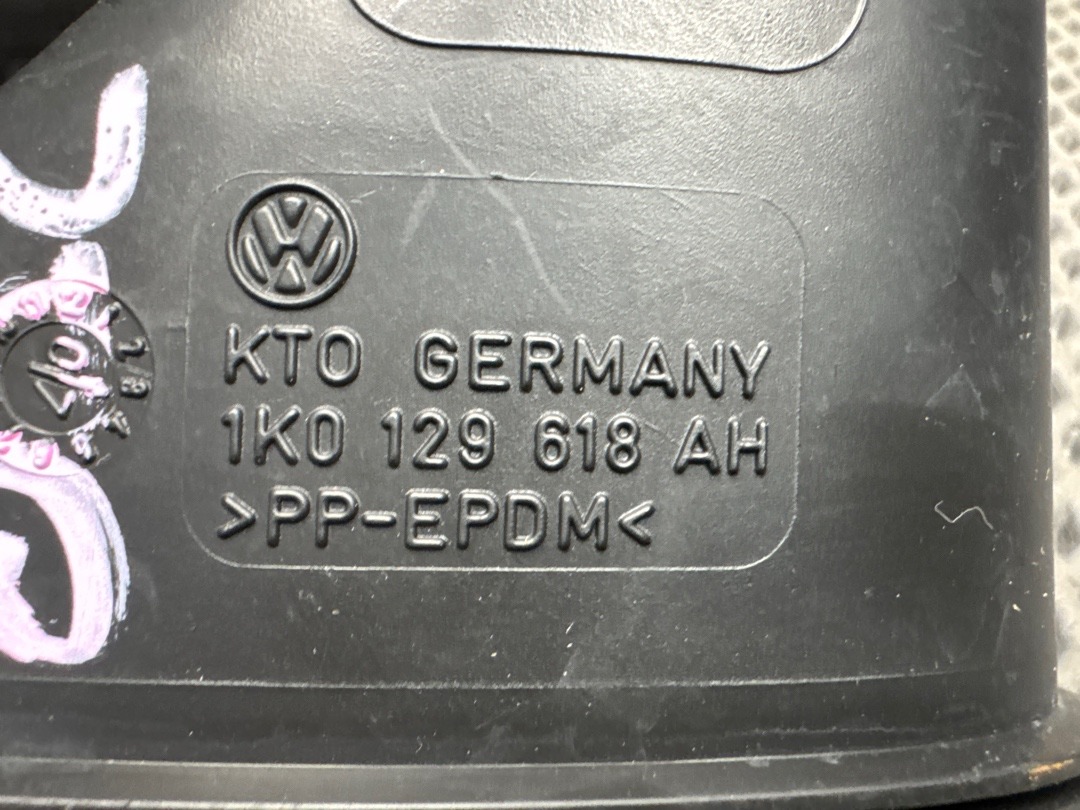 KTO GERMANY
1K0 129 618 AH
>PP-EPDM<